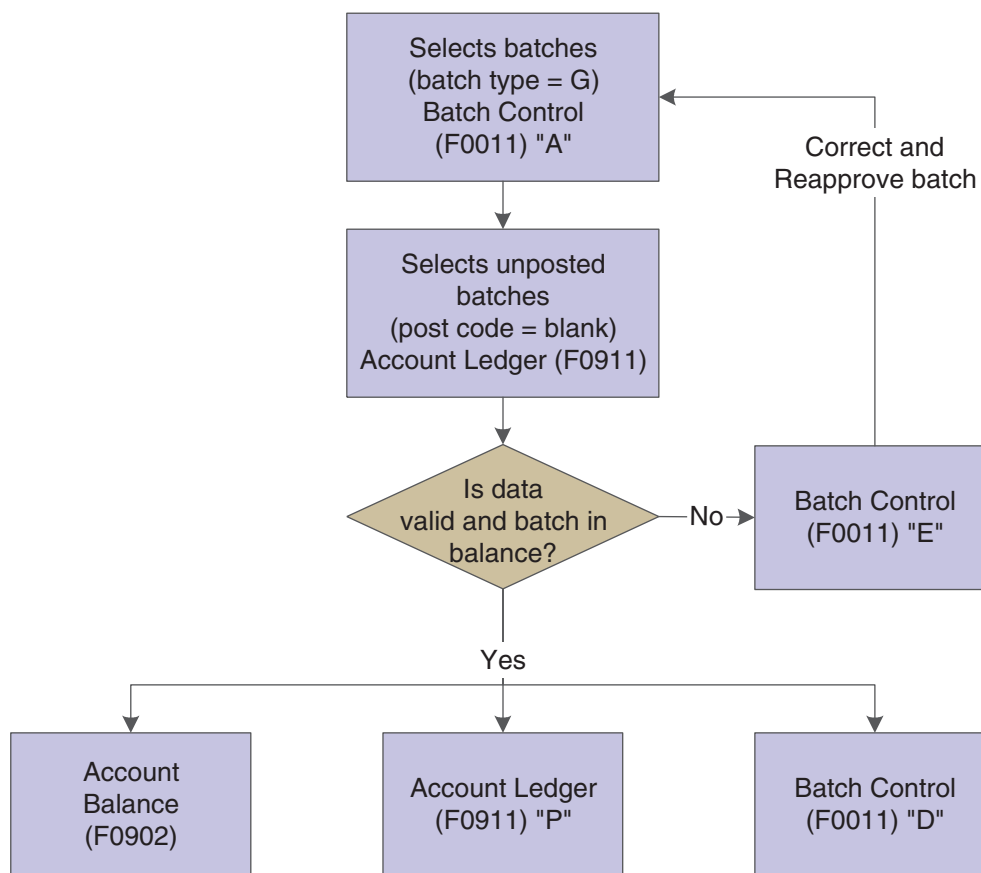 Selects batches
(batch type = G)
Batch Control
(F0011) "A"
Correct and
Reapprove batch
Selects unposted
batches
(post code = blank)
Account Ledger (F0911)
Is data
valid and batch in
balance?
No
Batch Control
(F0011) "E"
Yes
Account
Balance
(F0902)
Account Ledger
(F0911) "P"
Batch Control
(F0011) "D"